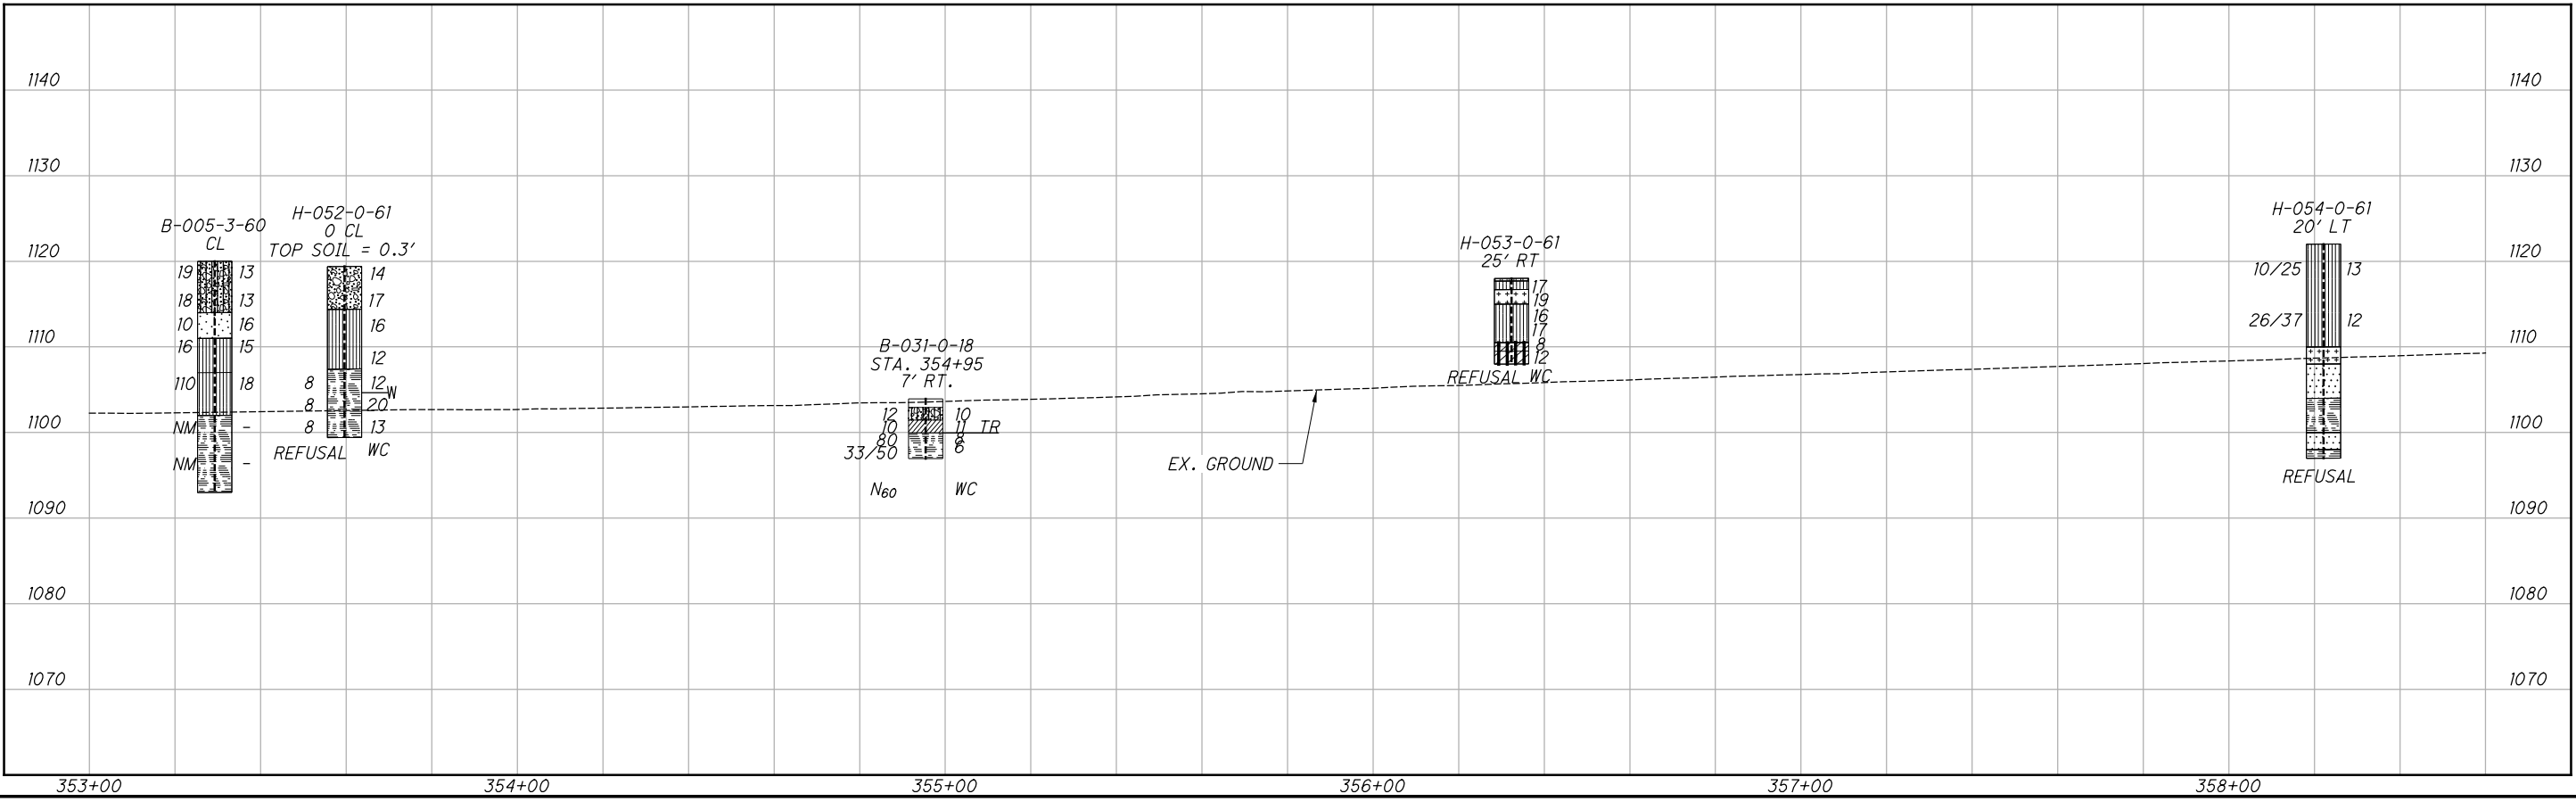 1140
1140
1130
1130
1120
1120
1110
1110
1100
1100
1090
1090
1080
1080
1070
1070
B-005-3-60
CL
19 13
18 13
10 16
16 15
110 18
NM -
NM -
H-052-0-61
0 CL
TOP SOIL = 0.3'
14
17
16
12
8 12
W
8 20
8 13
REFUSAL WC
B-031-0-18
STA. 354+95
7' RT.
12 10
10 11 TR
80 8
33/50 6
N60 WC
EX. GROUND
H-053-0-61
25' RT
17
19
16
17
8
12
REFUSAL WC
H-054-0-61
20' LT
10/25 13
26/37 12
REFUSAL
353+00 354+00 355+00 356+00 357+00 358+00